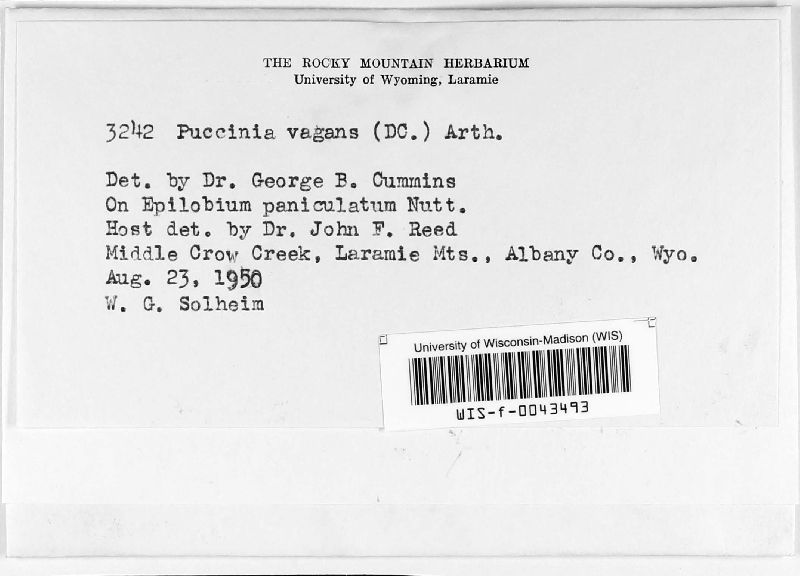 THE ROCKY MOUNTAIN HERBARIUM
University of Wyoming, Laramie
3242 Puccinia vagans (DC.) Arth.
Det. by Dr. George B. Cummins
On Epilobium paniculatum Nutt.
Host det. by Dr. John F. Reed
Middle Crow Creek, Laramie Mts., Albany Co., Wyo.
Aug. 23, 1950
W. G. Solheim
University of Wisconsin-Madison (WIS)
WIS-f-0043493